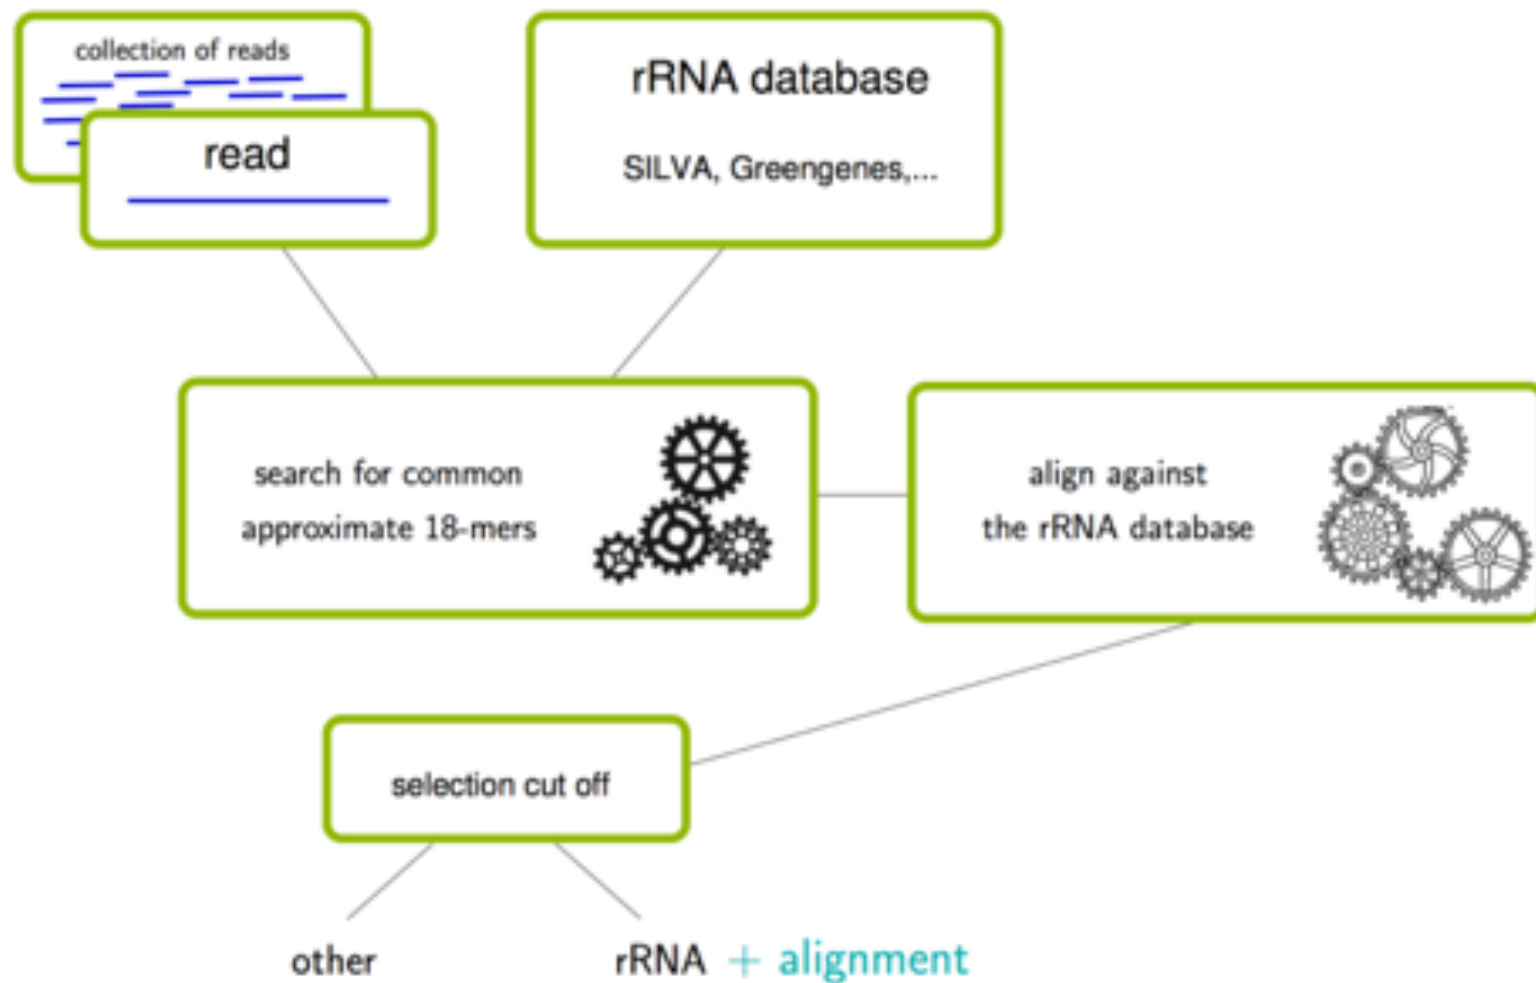 collection of reads
read
rRNA database
SILVA, Greengenes,...
search for common
approximate 18-mers
align against
the rRNA database
selection cut off
other
rRNA + alignment